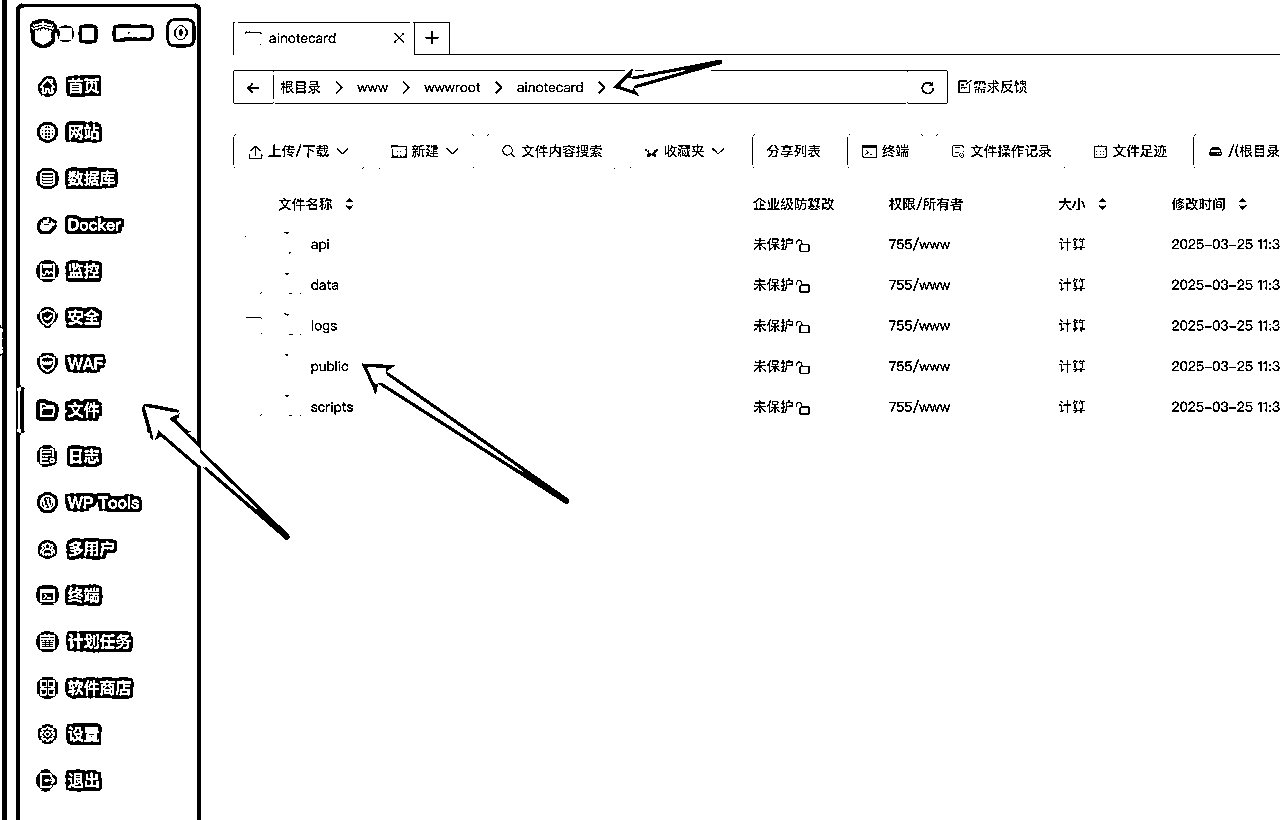 ainotecard
根目录 www wwwroot ainotecard
需求反馈
上传/下载 新建 文件内容搜索 收藏夹 分享列表 终端 文件操作记录 文件足迹 /(根目录
文件名称 企业级防篡改 权限/所有者 大小 修改时间
api 未保护 755/www 计算 2025-03-25 11:3
data 未保护 755/www 计算 2025-03-25 11:3
logs 未保护 755/www 计算 2025-03-25 11:3
public 未保护 755/www 计算 2025-03-25 11:3
scripts 未保护 755/www 计算 2025-03-25 11:3
首页
网站
数据库
Docker
监控
安全
WAF
文件
日志
WP Tools
多用户
终端
计划任务
软件商店
设置
退出